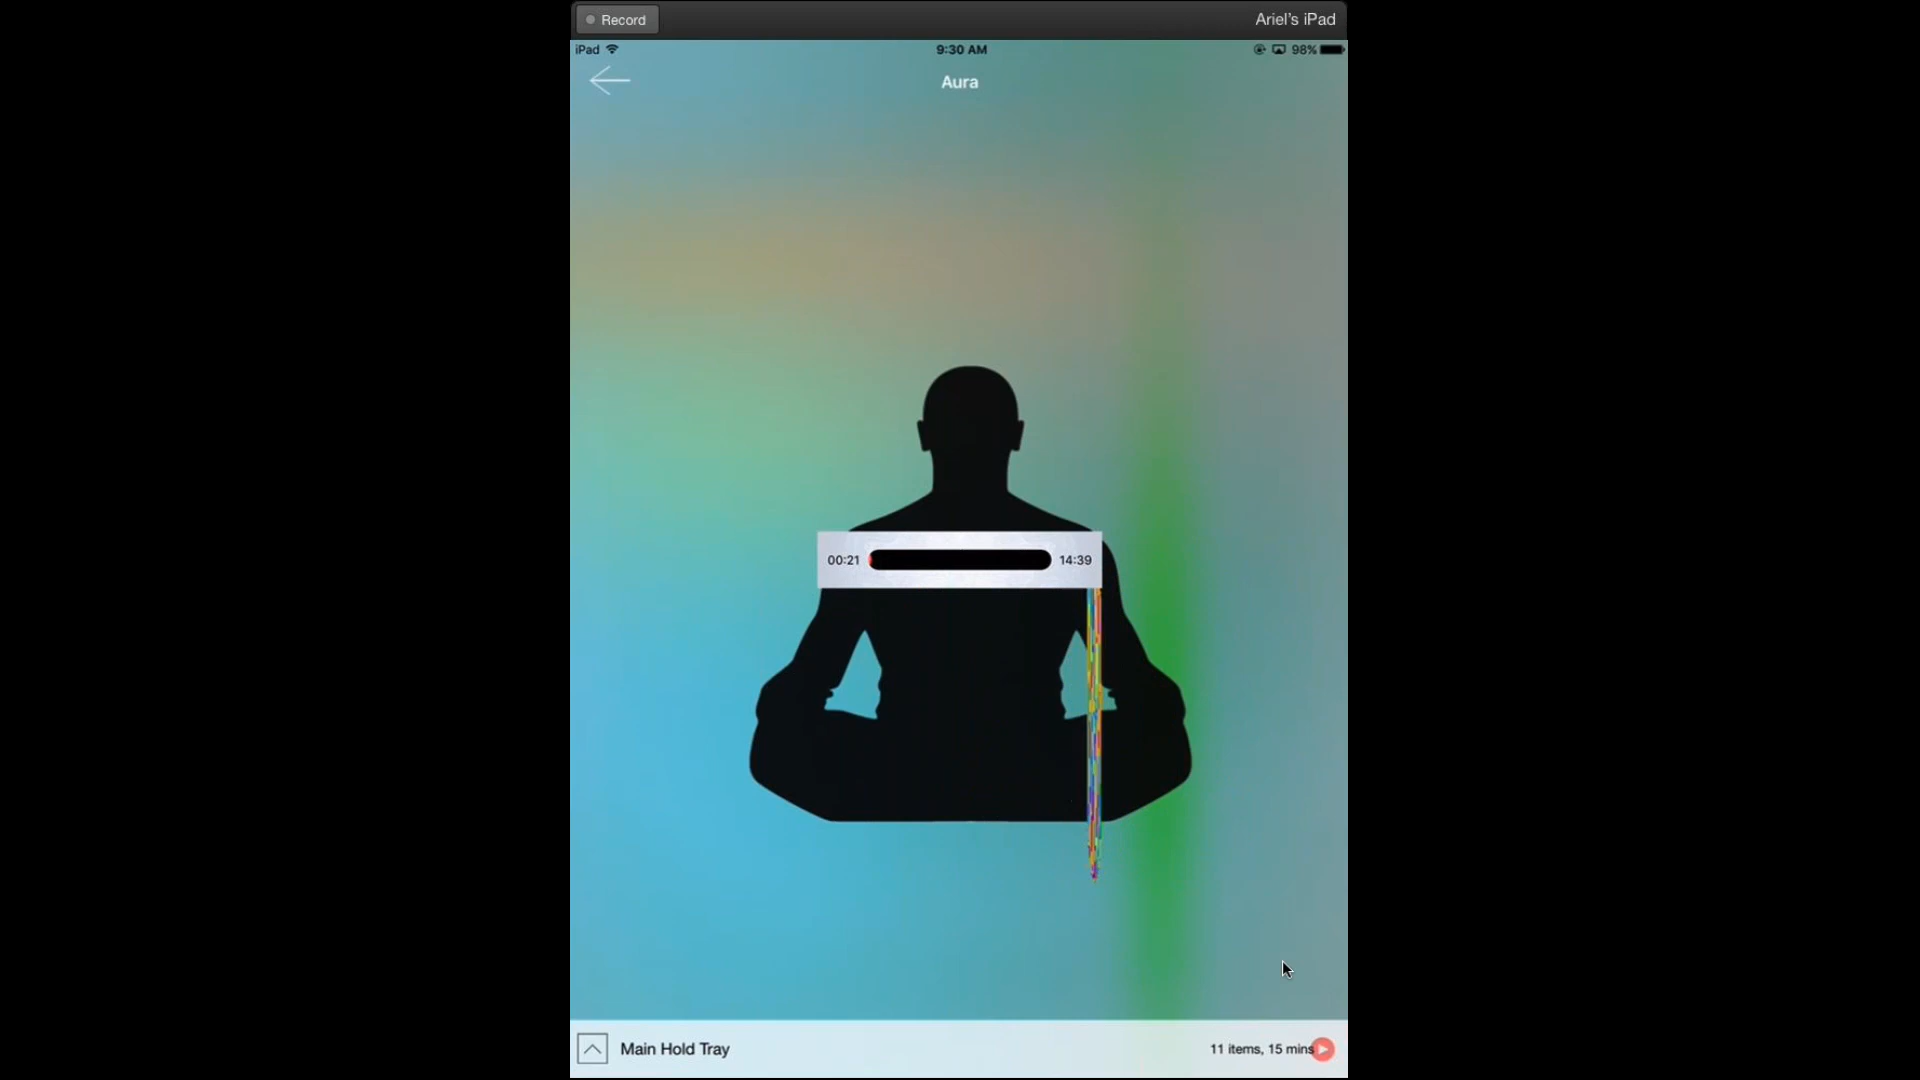 Record
Ariel's iPad
iPad
9:30 AM
98%
Aura
00:21
14:39
Main Hold Tray
11 items, 15 mins